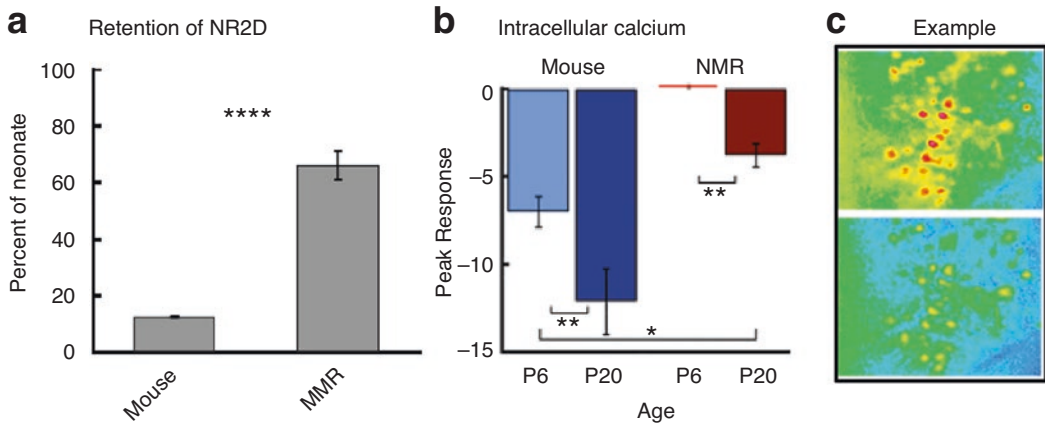 a Retention of NR2D
100
80
60
40
20
0
Percent of neonate
****
Mouse
MMR
b Intracellular calcium
Mouse NMR
0
–5
–10
–15
Peak Response
**
**
*
P6 P20 P6 P20
Age
c Example